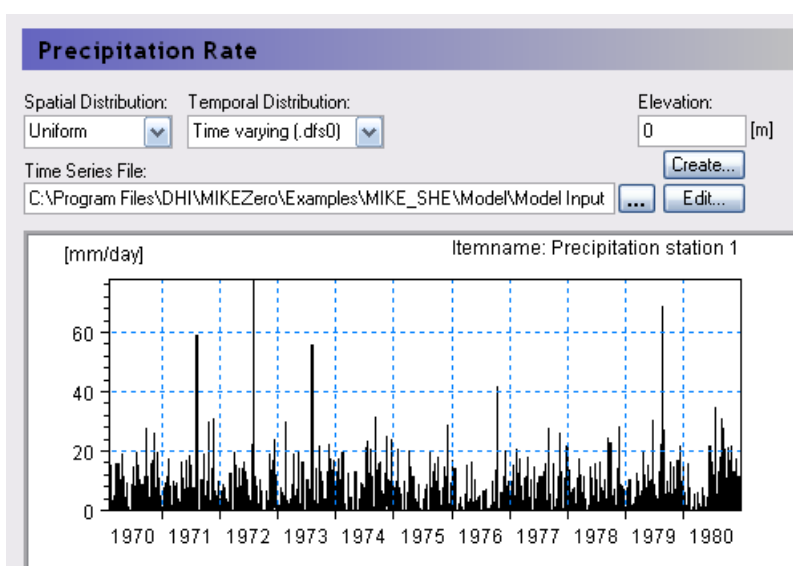 Precipitation Rate
Spatial Distribution: Temporal Distribution: Elevation:
Uniform Time varying (.dfs0) 0 [m]
Time Series File: Create...
C:\Program Files\DHI\MIKEZero\Examples\MIKE_SHE\Model\Model Input ... Edit...
[mm/day] Itemname: Precipitation station 1
60
40
20
0
1970 1971 1972 1973 1974 1975 1976 1977 1978 1979 1980